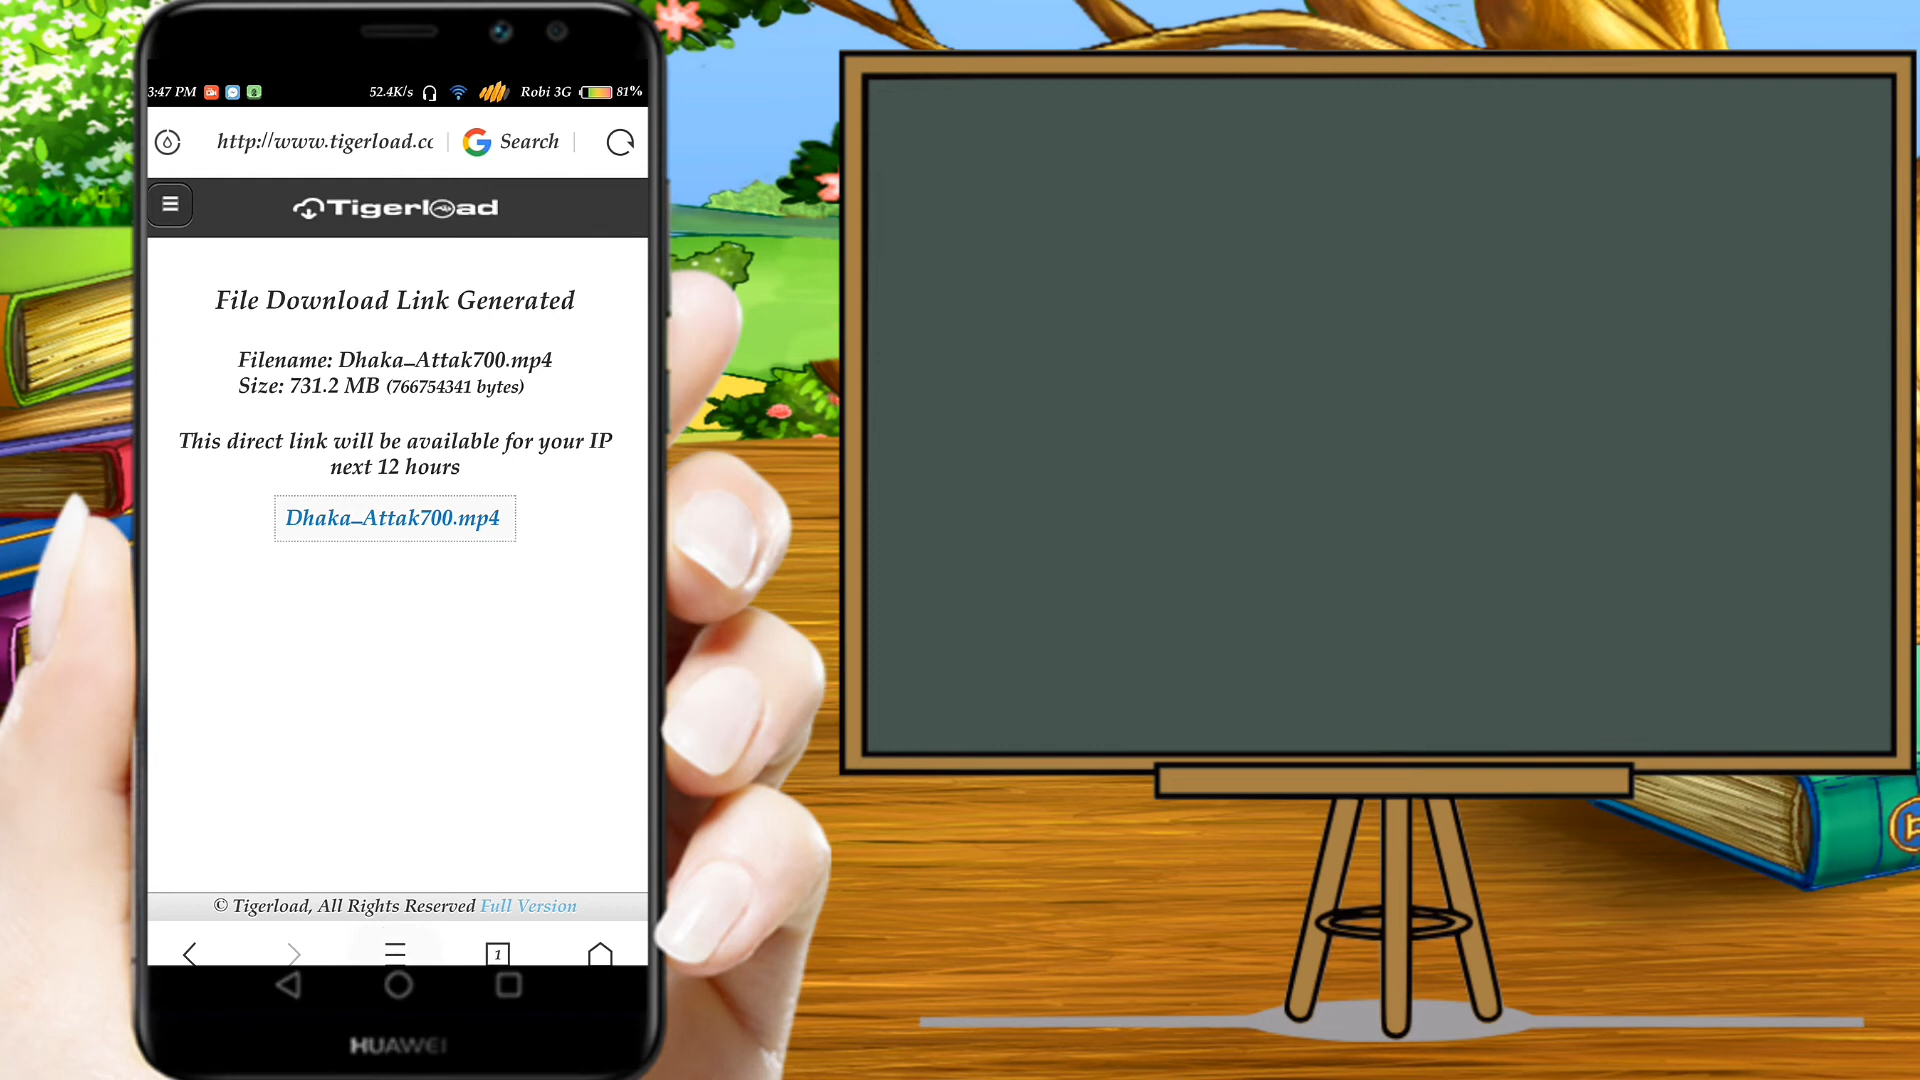 3:47 PM 52.4K/s Robi 3G 81%
http://www.tigerload.cc Search
Tigerload
File Download Link Generated
Filename: Dhaka_Attak700.mp4
Size: 731.2 MB (766754341 bytes)
This direct link will be available for your IP
next 12 hours
Dhaka_Attak700.mp4
© Tigerload, All Rights Reserved Full Version
1
HUAWEI